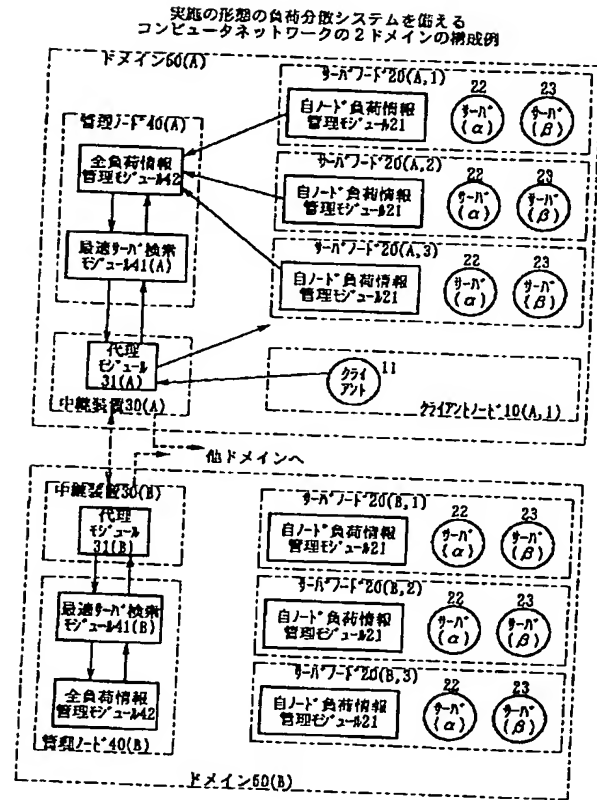 実施の形態の負荷分散システムを備える
コンピュータネットワークの2ドメインの構成例
ドメイン50(A)
サーバノード20(A,1)
自ノード負荷情報
管理モジュール21
22
サーバ
(α)
23
サーバ
(β)
管理ノード40(A)
全負荷情報
管理モジュール42
サーバノード20(A,2)
自ノード負荷情報
管理モジュール21
22
サーバ
(α)
23
サーバ
(β)
最速サーバ検索
モジュール41(A)
サーバノード20(A,3)
自ノード負荷情報
管理モジュール21
22
サーバ
(α)
23
サーバ
(β)
代理
モジュール
31(A)
中継装置30(A)
クライ
アント
11
クライアントノード10(A,1)
他ドメインへ
中継装置30(B)
代理
モジュール
31(B)
サーバノード20(B,1)
自ノード負荷情報
管理モジュール21
22
サーバ
(α)
23
サーバ
(β)
最速サーバ検索
モジュール41(B)
サーバノード20(B,2)
自ノード負荷情報
管理モジュール21
22
サーバ
(α)
23
サーバ
(β)
全負荷情報
管理モジュール42
管理ノード40(B)
サーバノード20(B,3)
自ノード負荷情報
管理モジュール21
22
サーバ
(α)
23
サーバ
(β)
ドメイン50(B)